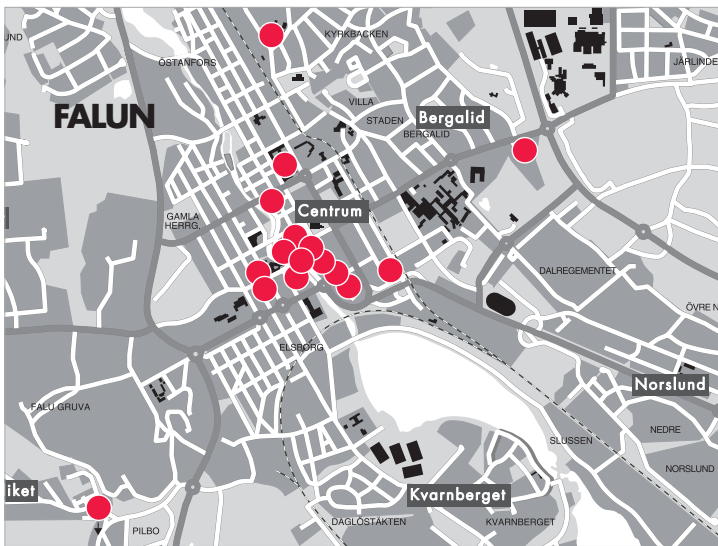 UND
KYRKBACKEN
ÖSTANFORS
JÄRLINDE
VILLA
STADEN
FALUN
Bergalid
BERGALID
Centrum
GAMLA
HERRG.
DALREGEMENTET
ÖVRE N
ELSBORG
Norslund
FALU GRUVA
NEDRE
SLUSSEN
NORSLUND
iket
Kvarnberget
DAGLÖSTÄKTEN
KVARNBERGET
PILBO